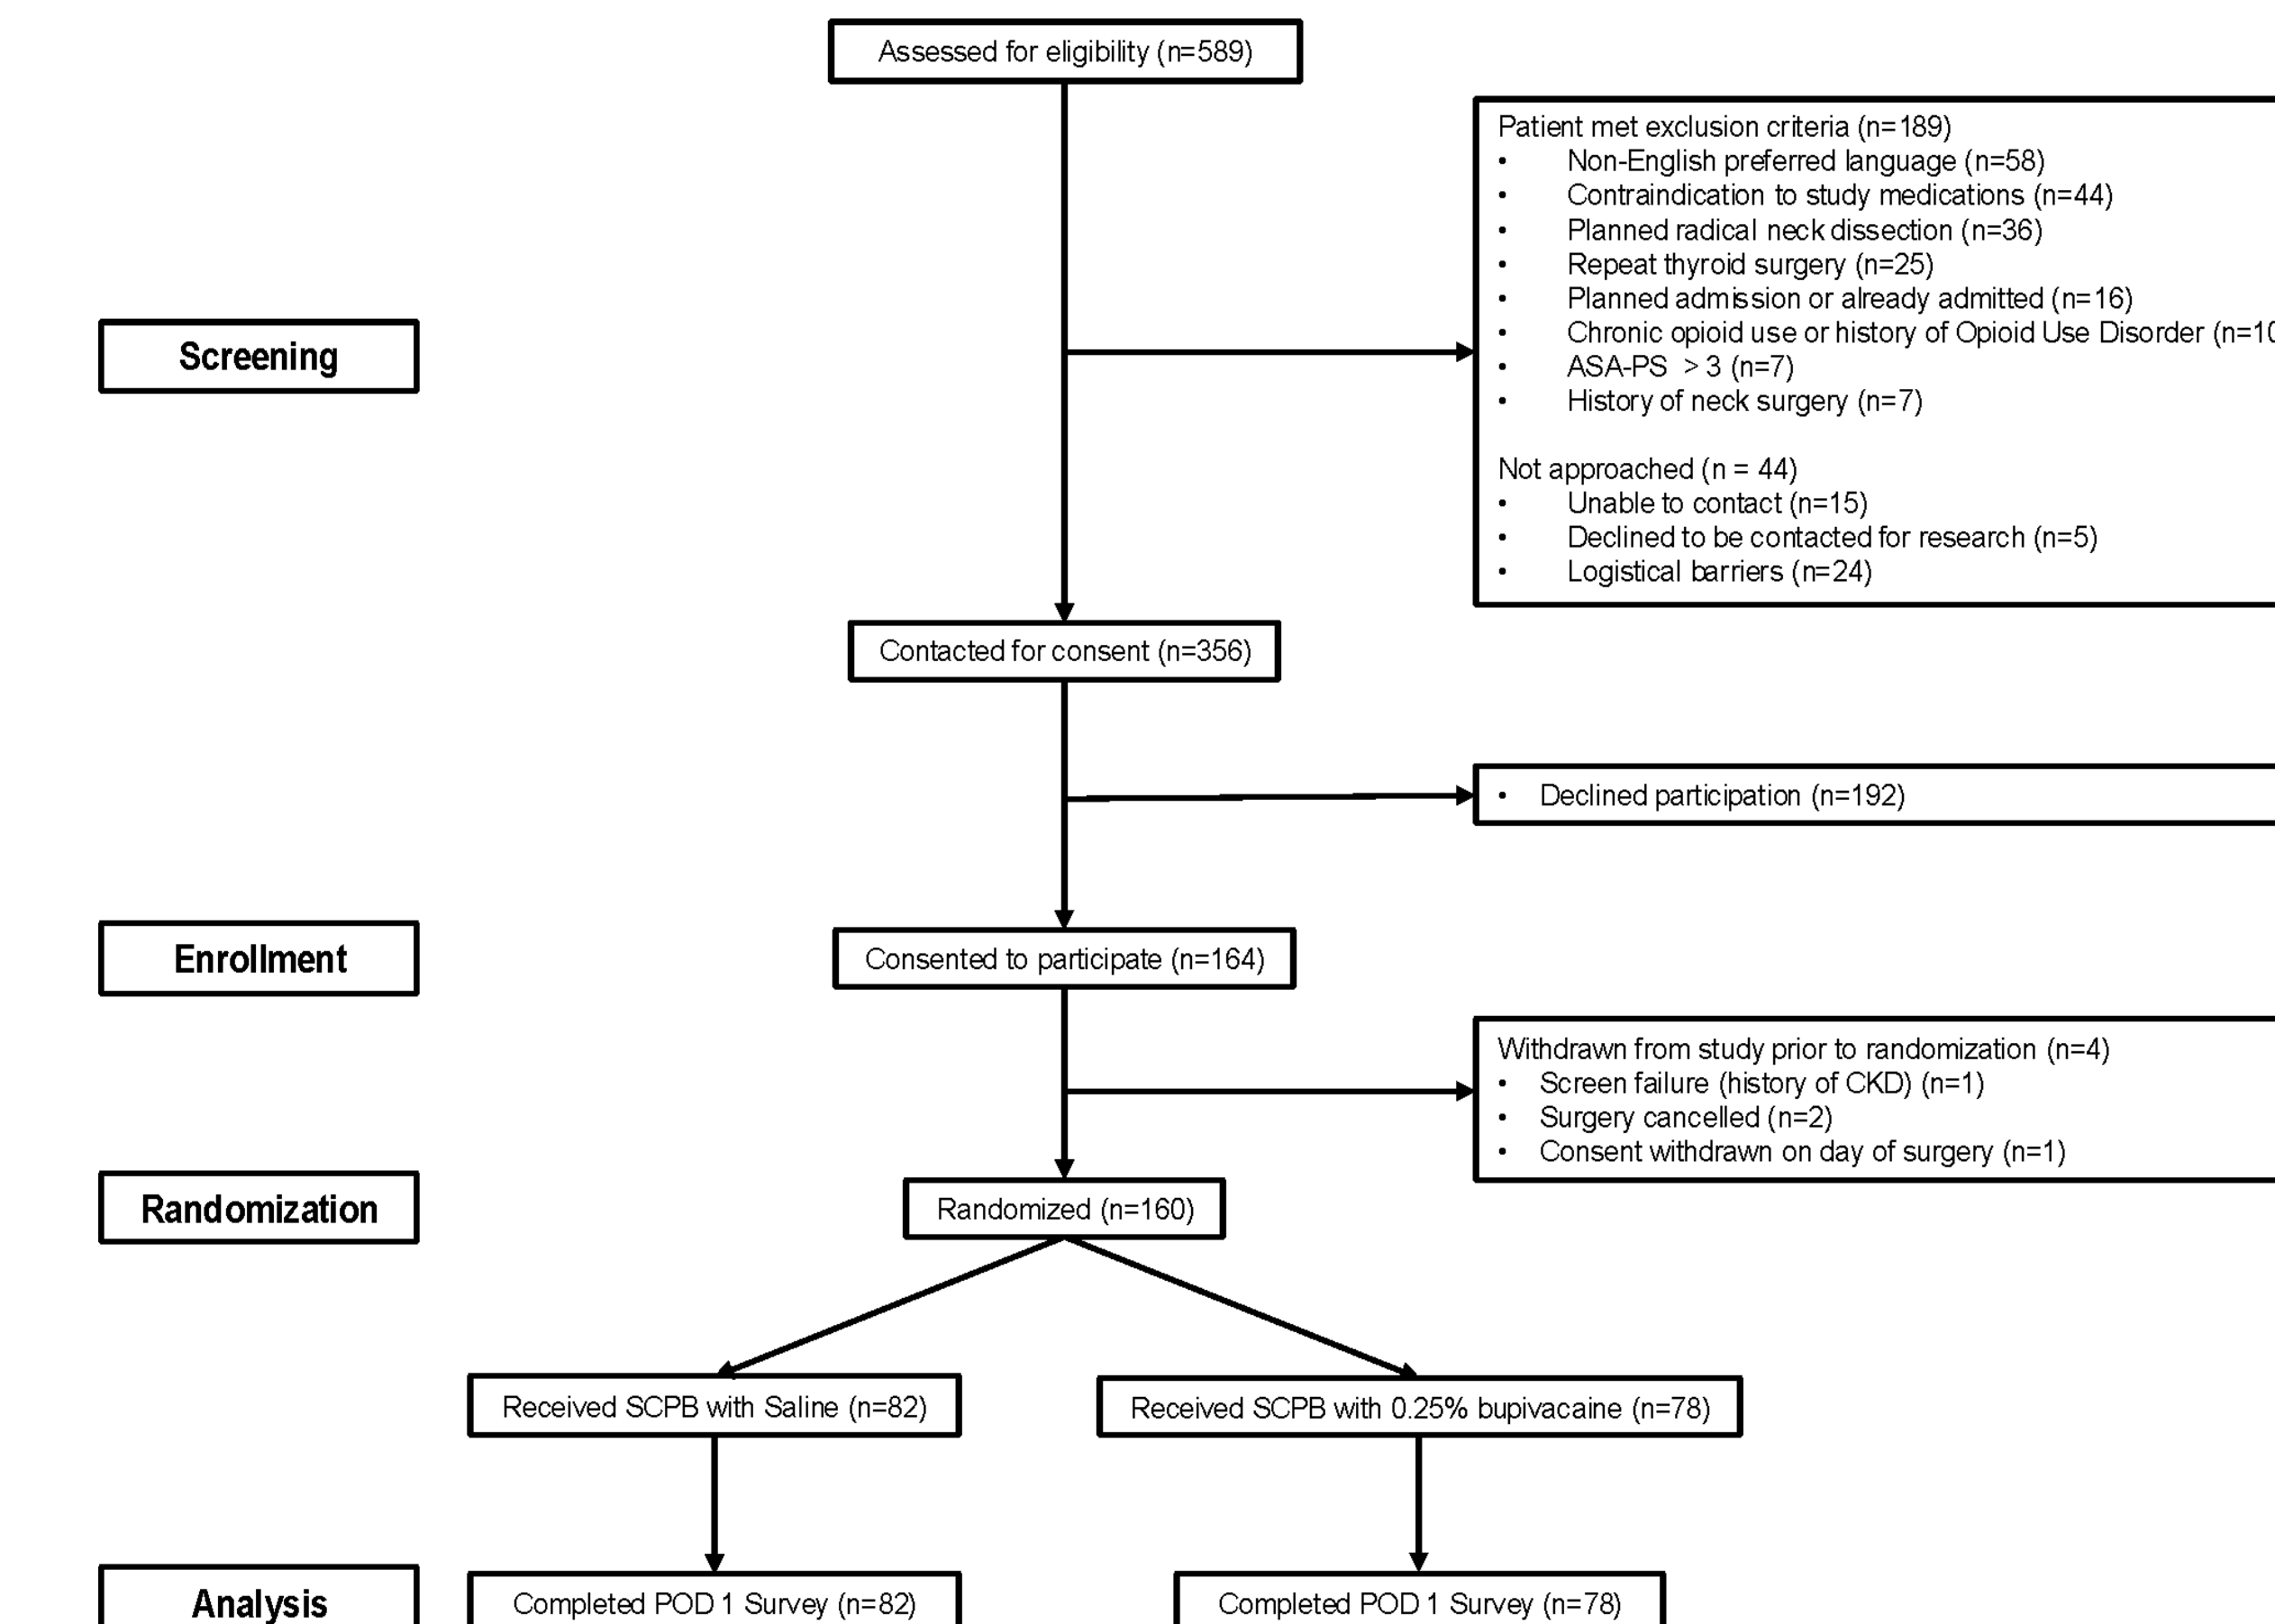 Assessed for eligibility (n=589)
Patient met exclusion criteria (n=189)
• Non-English preferred language (n=58)
• Contraindication to study medications (n=44)
• Planned radical neck dissection (n=36)
• Repeat thyroid surgery (n=25)
• Planned admission or already admitted (n=16)
• Chronic opioid use or history of Opioid Use Disorder (n=10
• ASA-PS > 3 (n=7)
• History of neck surgery (n=7)
Not approached (n = 44)
• Unable to contact (n=15)
• Declined to be contacted for research (n=5)
• Logistical barriers (n=24)
Screening
Contacted for consent (n=356)
• Declined participation (n=192)
Enrollment
Consented to participate (n=164)
Withdrawn from study prior to randomization (n=4)
• Screen failure (history of CKD) (n=1)
• Surgery cancelled (n=2)
• Consent withdrawn on day of surgery (n=1)
Randomization
Randomized (n=160)
Received SCPB with Saline (n=82)
Received SCPB with 0.25% bupivacaine (n=78)
Analysis
Completed POD 1 Survey (n=82)
Completed POD 1 Survey (n=78)